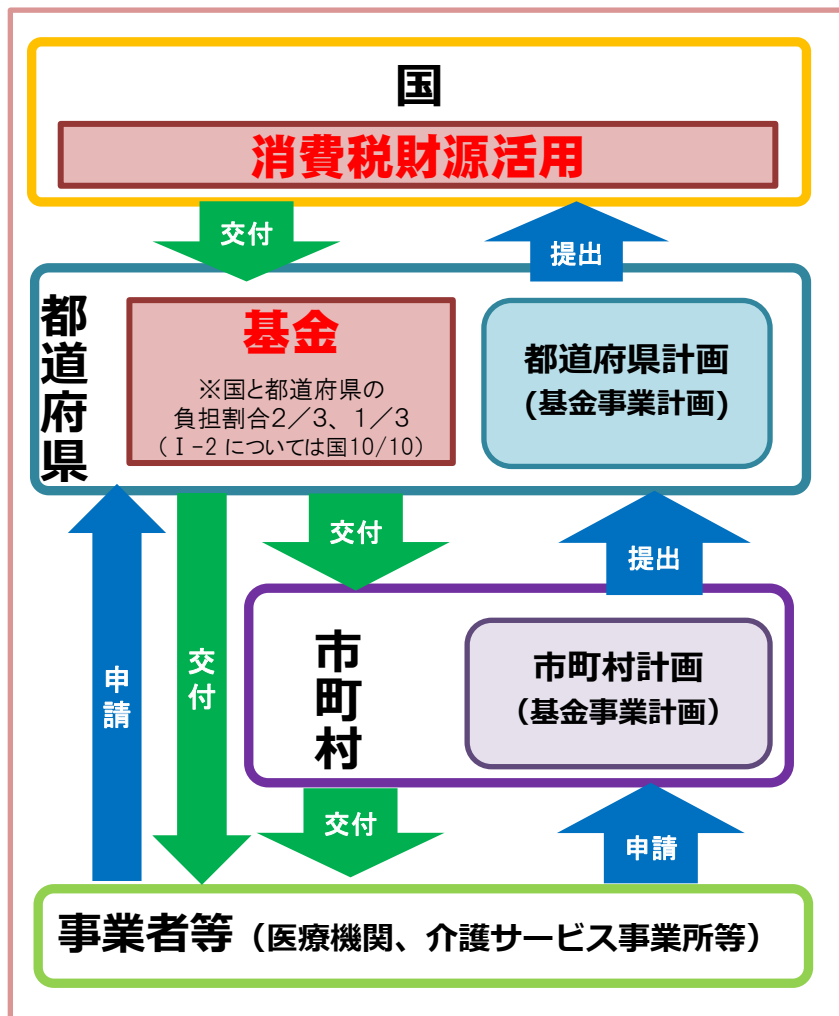 国
消費税財源活用
交付
提出
都道府県
基金
※国と都道府県の
負担割合2／3、1／3
（Ⅰ-2 については国10/10）
都道府県計画
(基金事業計画)
交付
提出
申請
交付
市町村
市町村計画
（基金事業計画）
交付
申請
事業者等（医療機関、介護サービス事業所等）